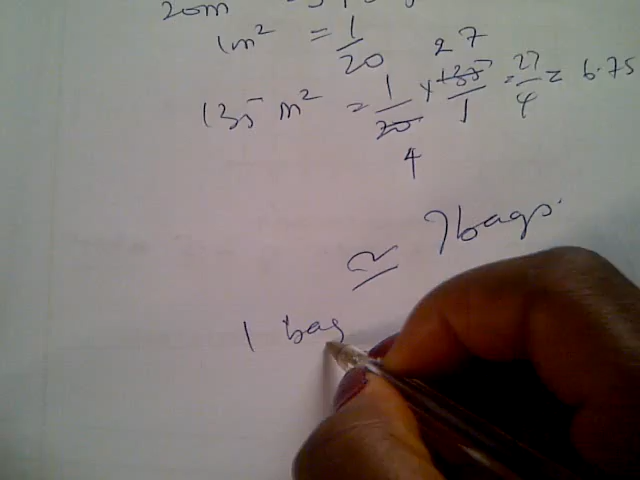 20m
1m² = 1/20
27
135 m² = 1/20 × 135/1 = 27/4 = 6.75
4
≅ 7bags.
1 bag